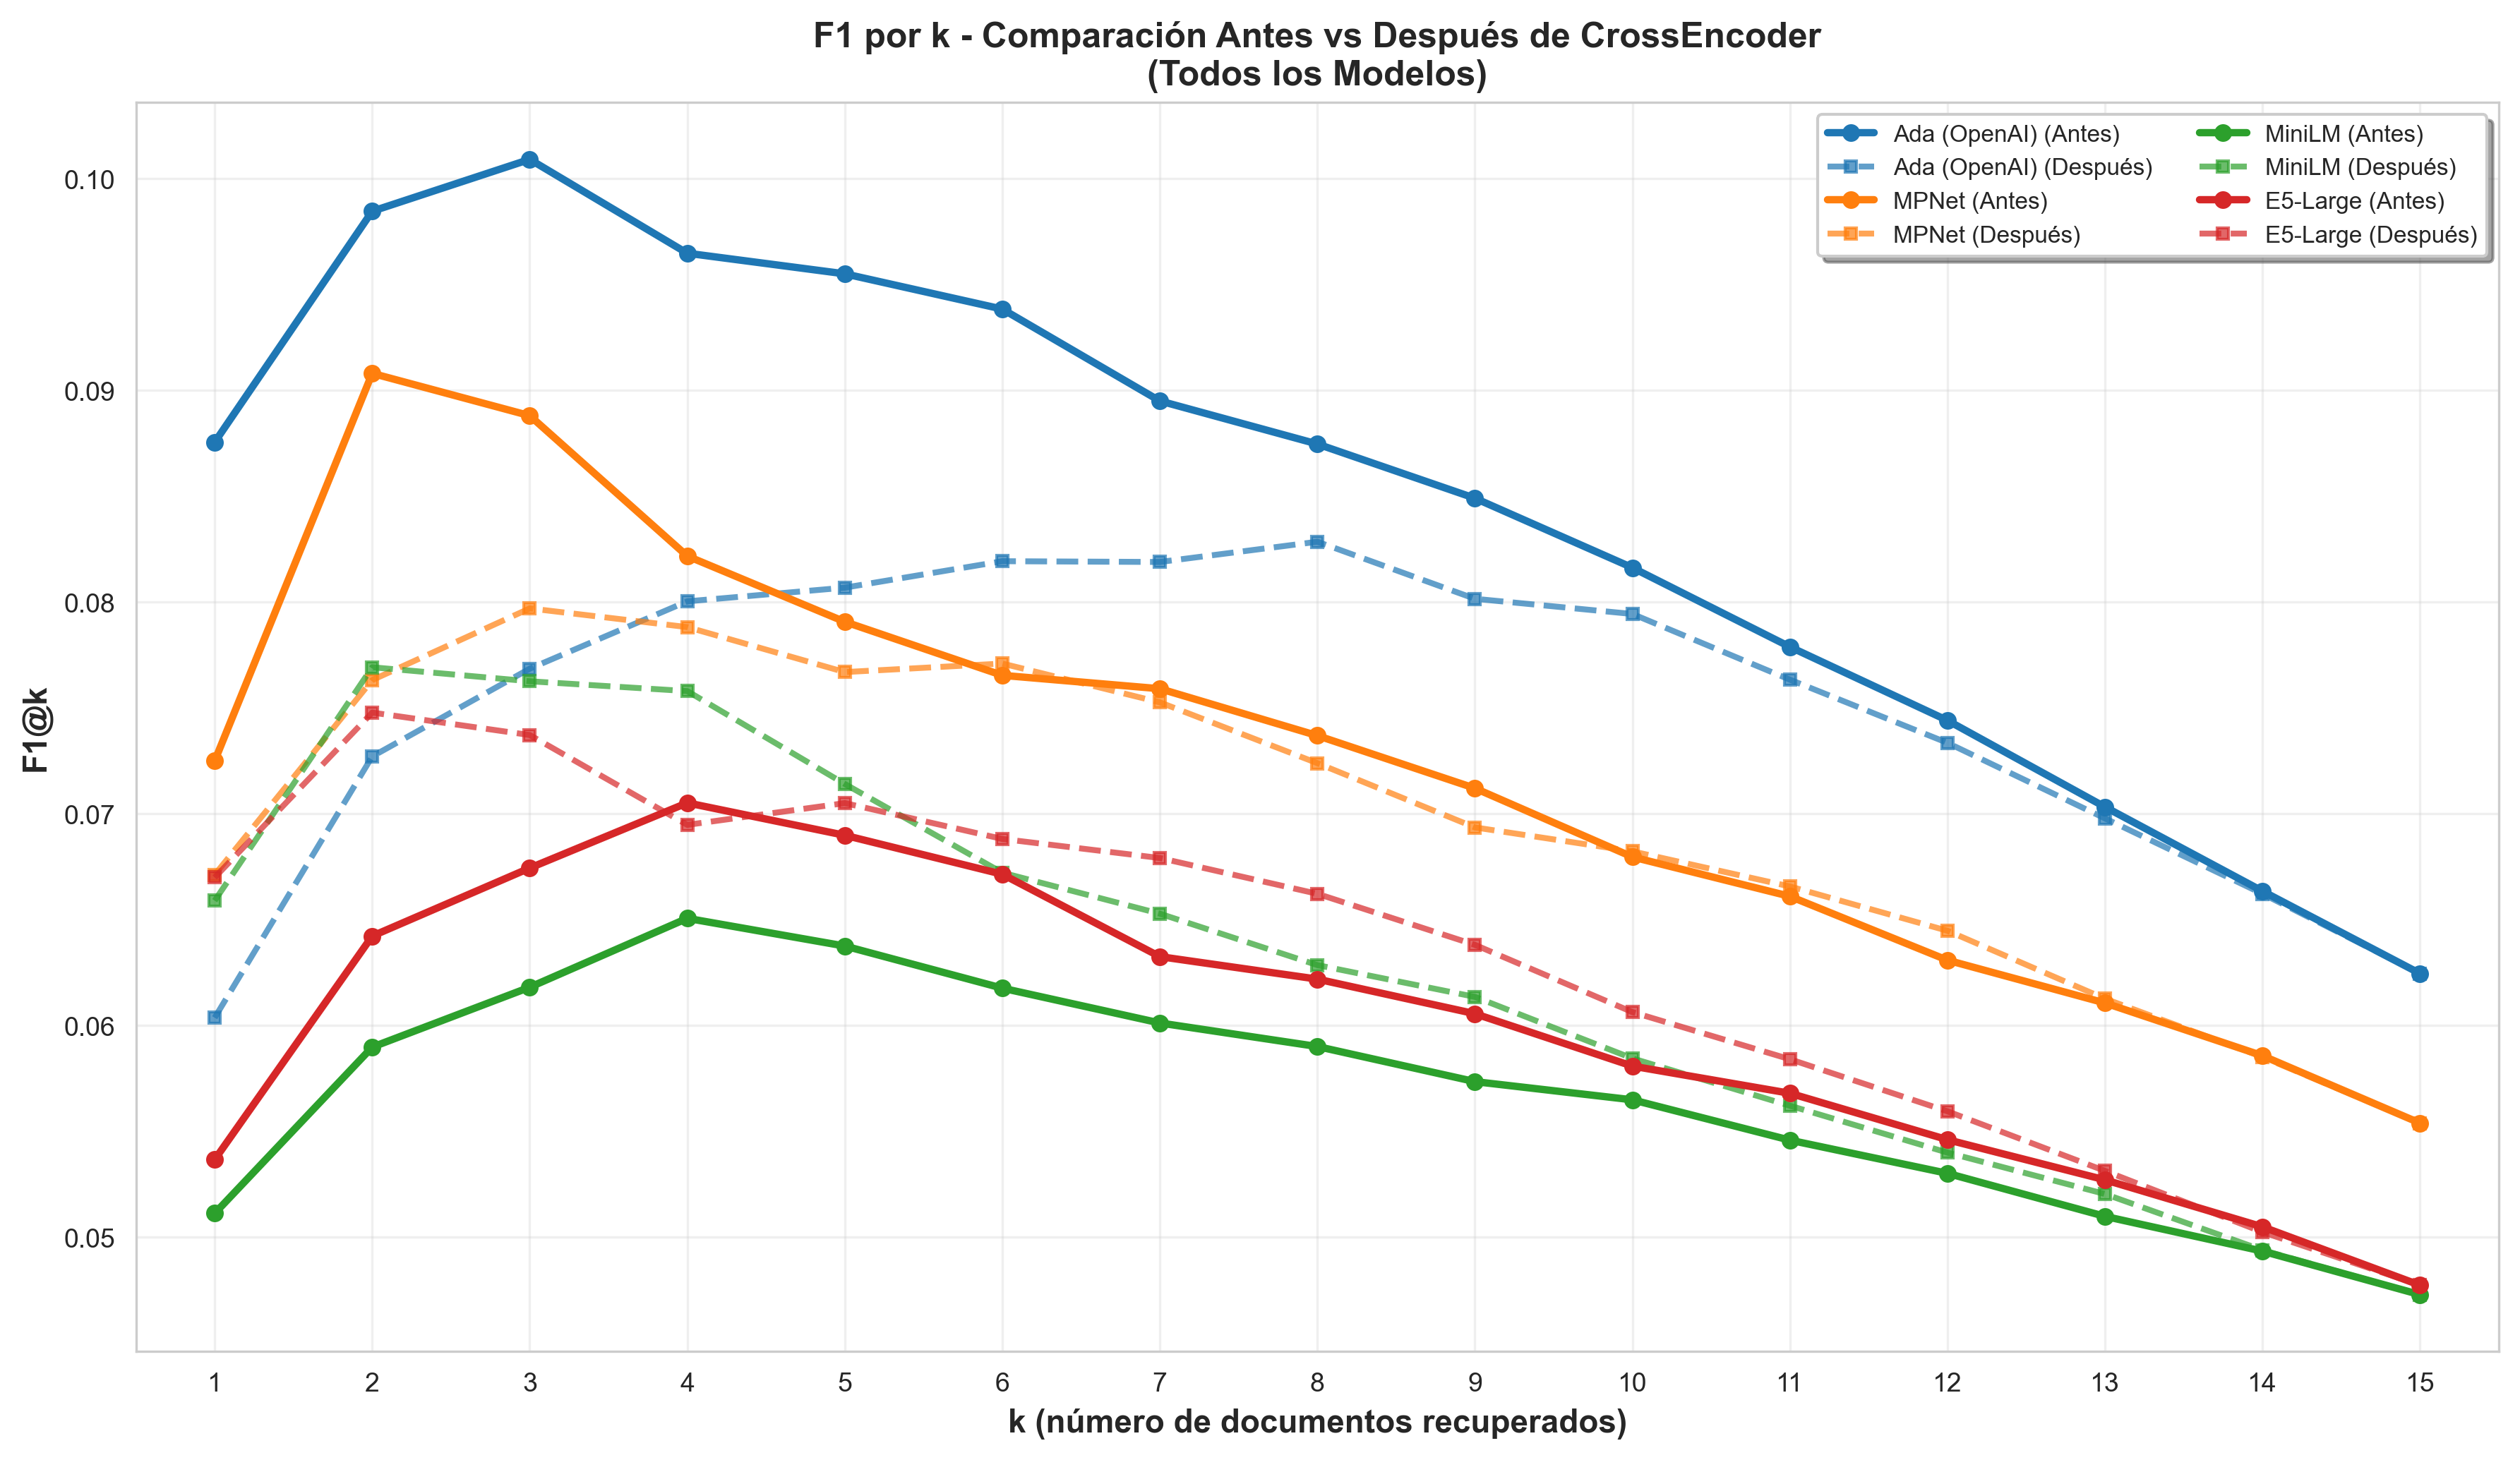 F1 por k - Comparación Antes vs Después de CrossEncoder
(Todos los Modelos)
Ada (OpenAI) (Antes)
Ada (OpenAI) (Después)
MPNet (Antes)
MPNet (Después)
MiniLM (Antes)
MiniLM (Después)
E5-Large (Antes)
E5-Large (Después)
F1@k
0.10
0.09
0.08
0.07
0.06
0.05
1 2 3 4 5 6 7 8 9 10 11 12 13 14 15
k (número de documentos recuperados)